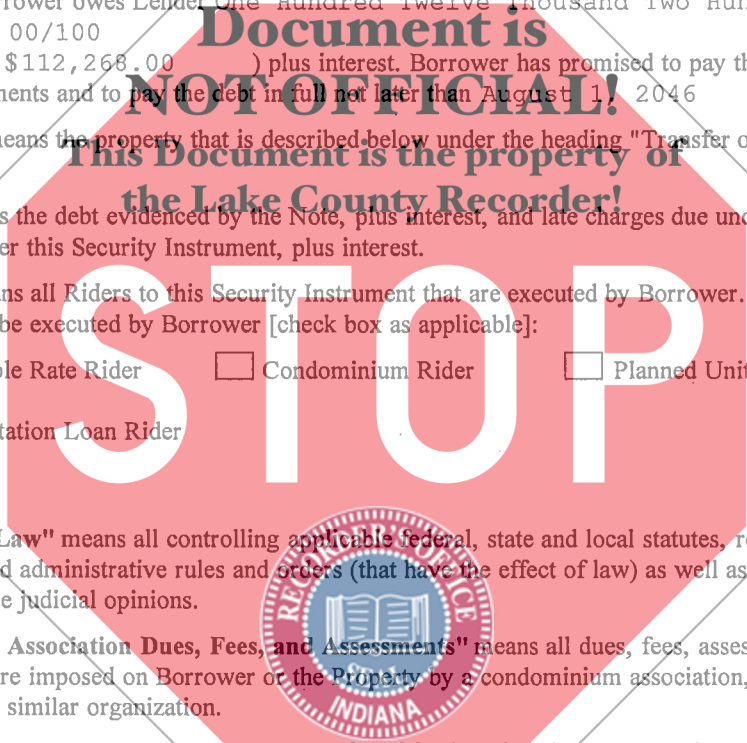 rrower owes Lender One Hundred Twelve Thousand Two Hun
00/100
Document is
$112,268.00 ) plus interest. Borrower has promised to pay th
NOT OFFICIAL!
ments and to pay the debt in full not later than August 1, 2046
means the property that is described below under the heading "Transfer o
This Document is the property of
the Lake County Recorder!
s the debt evidenced by the Note, plus interest, and late charges due und
er this Security Instrument, plus interest.
STOP
ns all Riders to this Security Instrument that are executed by Borrower.
be executed by Borrower [check box as applicable]:
ble Rate Rider Condominium Rider Planned Unit
tation Loan Rider
Law" means all controlling applicable federal, state and local statutes, r
d administrative rules and orders (that have the effect of law) as well as
e judicial opinions.
RECORDER'S OFFICE
Association Dues, Fees, and Assessments" means all dues, fees, asses
re imposed on Borrower or the Property by a condominium association,
similar organization.
INDIANA